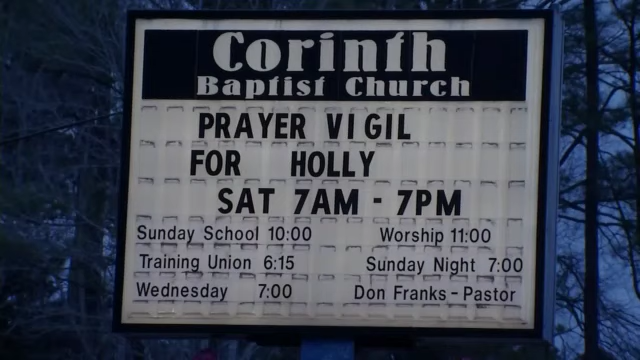 Corinth
Baptist Church
PRAYER VIGIL
FOR HOLLY
SAT 7AM - 7PM
Sunday School 10:00 Worship 11:00
Training Union 6:15 Sunday Night 7:00
Wednesday 7:00 Don Franks - Pastor